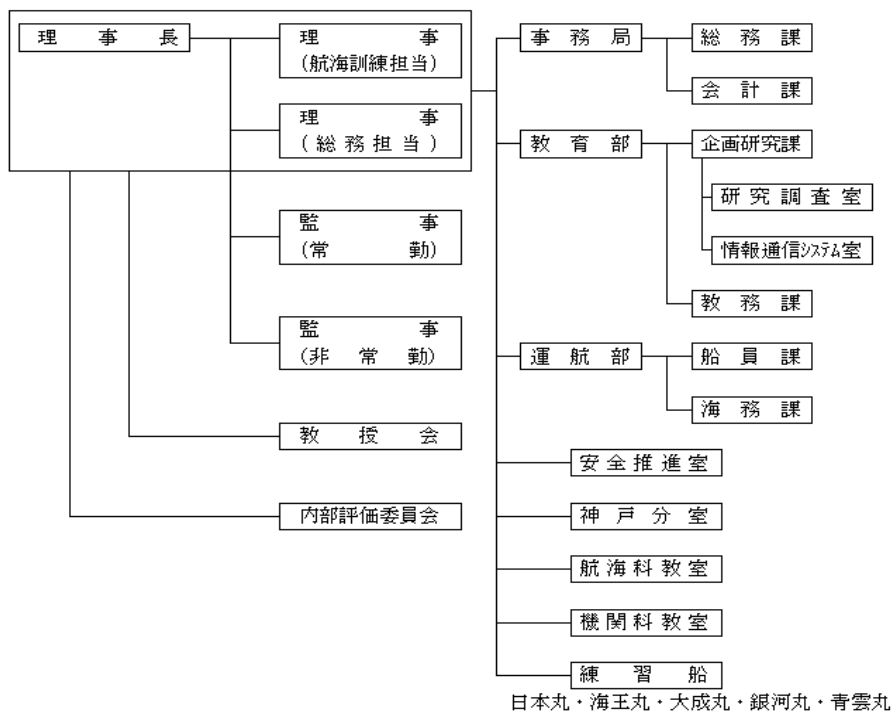 理事長
理事
(航海訓練担当)
理事
(総務担当)
監事
(常勤)
監事
(非常勤)
教授会
内部評価委員会
事務局
総務課
会計課
教育部
企画研究課
研究調査室
情報通信ｼｽﾃﾑ室
教務課
運航部
船員課
海務課
安全推進室
神戸分室
航海科教室
機関科教室
練習船
日本丸・海王丸・大成丸・銀河丸・青雲丸